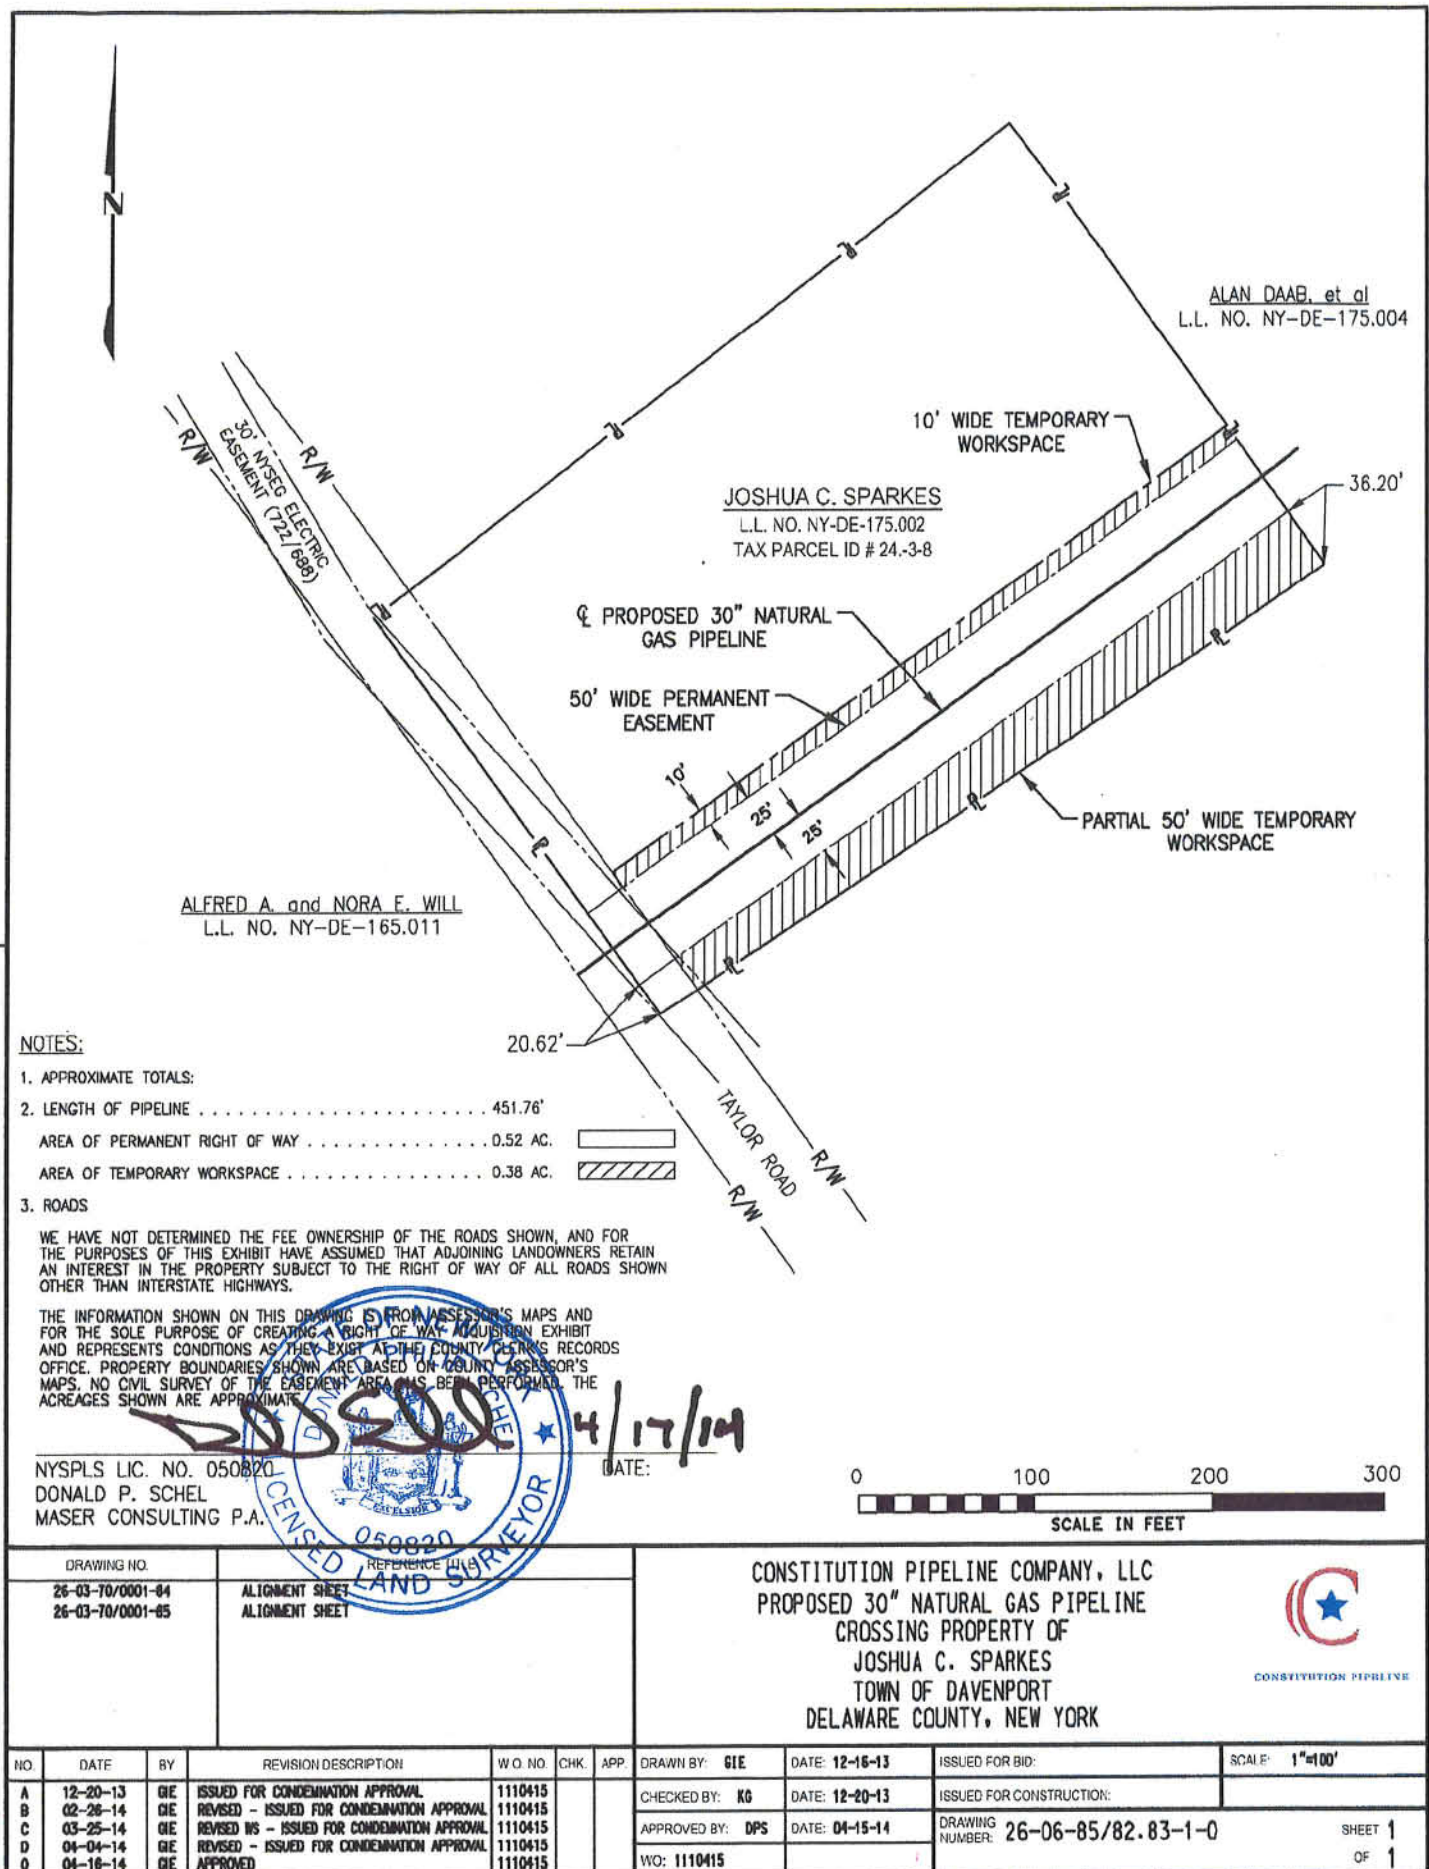 N
ALAN DAAB, et al
L.L. NO. NY-DE-175.004
10' WIDE TEMPORARY
WORKSPACE
36.20'
R/W
R/W
30' NYSEG ELECTRIC
EASEMENT (722/688)
JOSHUA C. SPARKES
L.L. NO. NY-DE-175.002
TAX PARCEL ID # 24.-3-8
℄ PROPOSED 30" NATURAL
GAS PIPELINE
50' WIDE PERMANENT
EASEMENT
10'
25'
25'
PARTIAL 50' WIDE TEMPORARY
WORKSPACE
ALFRED A. and NORA E. WILL
L.L. NO. NY-DE-165.011
20.62'
TAYLOR ROAD
R/W
R/W
NOTES:
1. APPROXIMATE TOTALS:
2. LENGTH OF PIPELINE . . . . . . . . . . . . . . . . . . . . . . . 451.76'
AREA OF PERMANENT RIGHT OF WAY . . . . . . . . . . . . . . 0.52 AC.
AREA OF TEMPORARY WORKSPACE . . . . . . . . . . . . . . . . 0.38 AC.
3. ROADS
WE HAVE NOT DETERMINED THE FEE OWNERSHIP OF THE ROADS SHOWN, AND FOR
THE PURPOSES OF THIS EXHIBIT HAVE ASSUMED THAT ADJOINING LANDOWNERS RETAIN
AN INTEREST IN THE PROPERTY SUBJECT TO THE RIGHT OF WAY OF ALL ROADS SHOWN
OTHER THAN INTERSTATE HIGHWAYS.
THE INFORMATION SHOWN ON THIS DRAWING IS FROM ASSESSOR'S MAPS AND
FOR THE SOLE PURPOSE OF CREATING A RIGHT OF WAY ACQUISITION EXHIBIT
AND REPRESENTS CONDITIONS AS THEY EXIST AT THE COUNTY CLERK'S RECORDS
OFFICE. PROPERTY BOUNDARIES SHOWN ARE BASED ON COUNTY ASSESSOR'S
MAPS. NO CIVIL SURVEY OF THE EASEMENT AREA HAS BEEN PERFORMED. THE
ACREAGES SHOWN ARE APPROXIMATE.
STATE OF NEW YORK
DONALD PHILIP SCHEL
EXCELSIOR
050820
LICENSED LAND SURVEYOR
4/17/14
NYSPLS LIC. NO. 050820
DATE:
DONALD P. SCHEL
MASER CONSULTING P.A.
0 100 200 300
SCALE IN FEET
DRAWING NO. REFERENCE TITLE
26-03-70/0001-64 ALIGNMENT SHEET
26-03-70/0001-65 ALIGNMENT SHEET
CONSTITUTION PIPELINE COMPANY, LLC
PROPOSED 30" NATURAL GAS PIPELINE
CROSSING PROPERTY OF
JOSHUA C. SPARKES
TOWN OF DAVENPORT
DELAWARE COUNTY, NEW YORK
CONSTITUTION PIPELINE
NO. DATE BY REVISION DESCRIPTION W.O. NO. CHK. APP.
A 12-20-13 GIE ISSUED FOR CONDEMNATION APPROVAL 1110415
B 02-26-14 GIE REVISED - ISSUED FOR CONDEMNATION APPROVAL 1110415
C 03-25-14 GIE REVISED WS - ISSUED FOR CONDEMNATION APPROVAL 1110415
D 04-04-14 GIE REVISED - ISSUED FOR CONDEMNATION APPROVAL 1110415
0 04-16-14 GIE APPROVED 1110415
DRAWN BY: GIE DATE: 12-16-13 ISSUED FOR BID: SCALE: 1"=100'
CHECKED BY: KG DATE: 12-20-13 ISSUED FOR CONSTRUCTION:
APPROVED BY: DPS DATE: 04-15-14 DRAWING NUMBER: 26-06-85/82.83-1-0 SHEET 1
WO: 1110415 OF 1